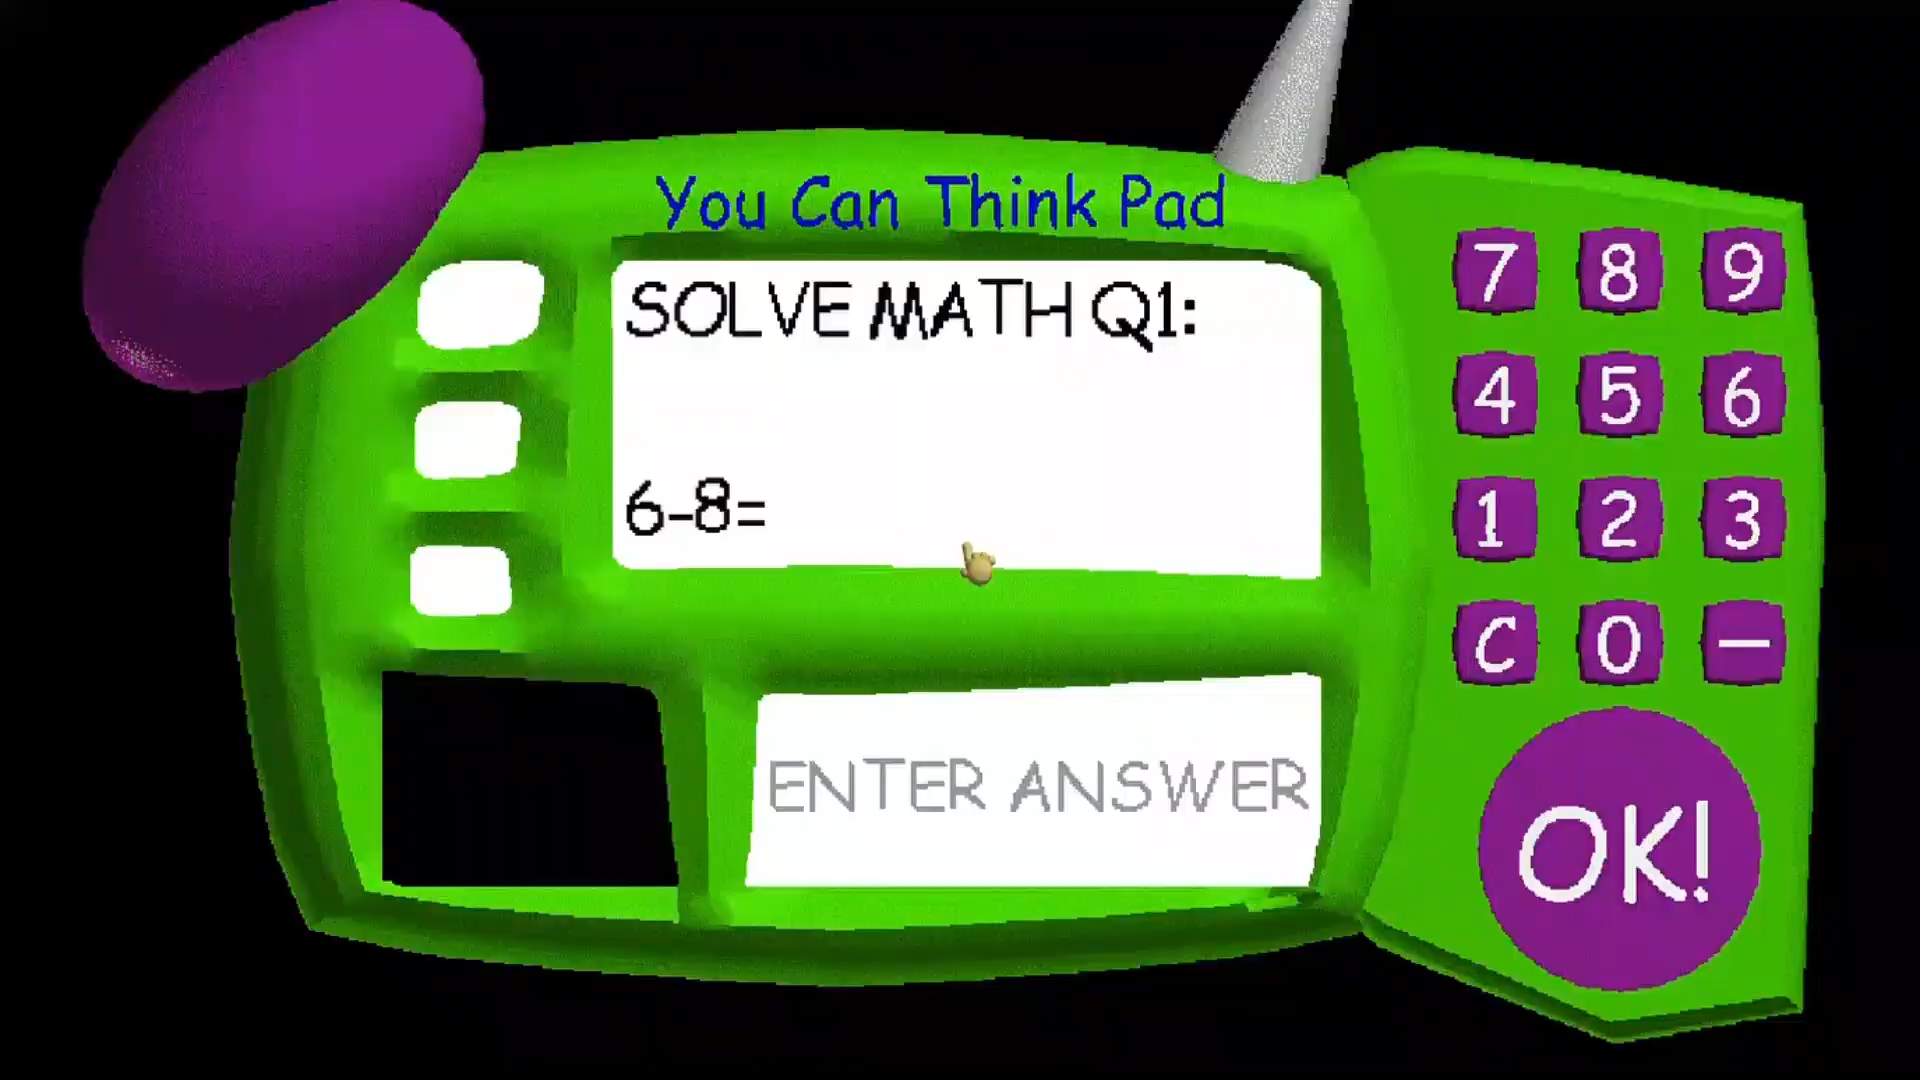 You Can Think Pad
SOLVE MATH Q1:
6-8=
ENTER ANSWER
7 8 9
4 5 6
1 2 3
C 0 −
OK!